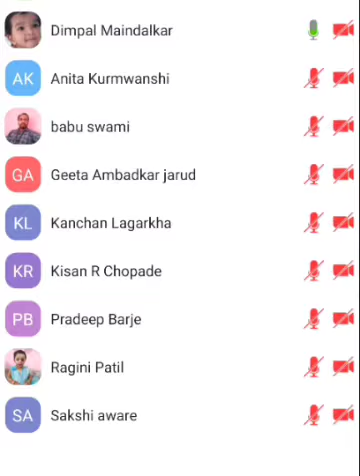 Dimpal Maindalkar
AK Anita Kurmwanshi
babu swami
GA Geeta Ambadkar jarud
KL Kanchan Lagarkha
KR Kisan R Chopade
PB Pradeep Barje
Ragini Patil
SA Sakshi aware